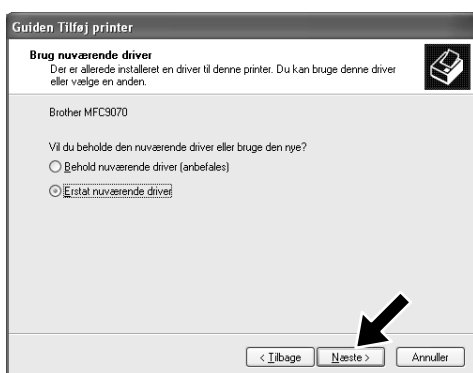 Guiden Tilføj printer
Brug nuværende driver
Der er allerede installeret en driver til denne printer. Du kan bruge denne driver
eller vælge en anden.
Brother MFC9070
Vil du beholde den nuværende driver eller bruge den nye?
Behold nuværende driver (anbefales)
Erstat nuværende driver
< Tilbage
Næste >
Annuller